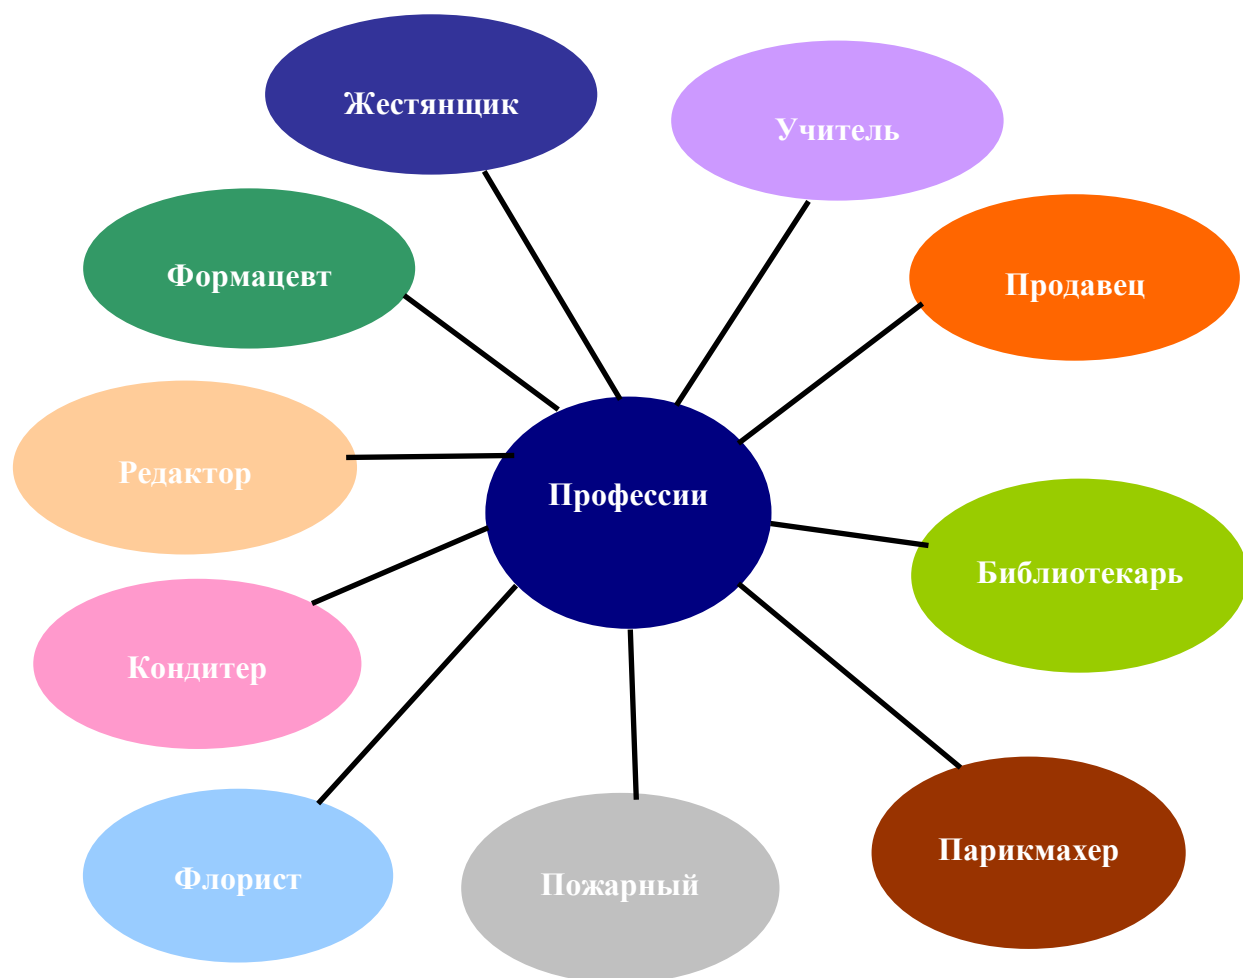 Жестянщик
Учитель
Формацевт
Продавец
Редактор
Профессии
Библиотекарь
Кондитер
Парикмахер
Флорист
Пожарный